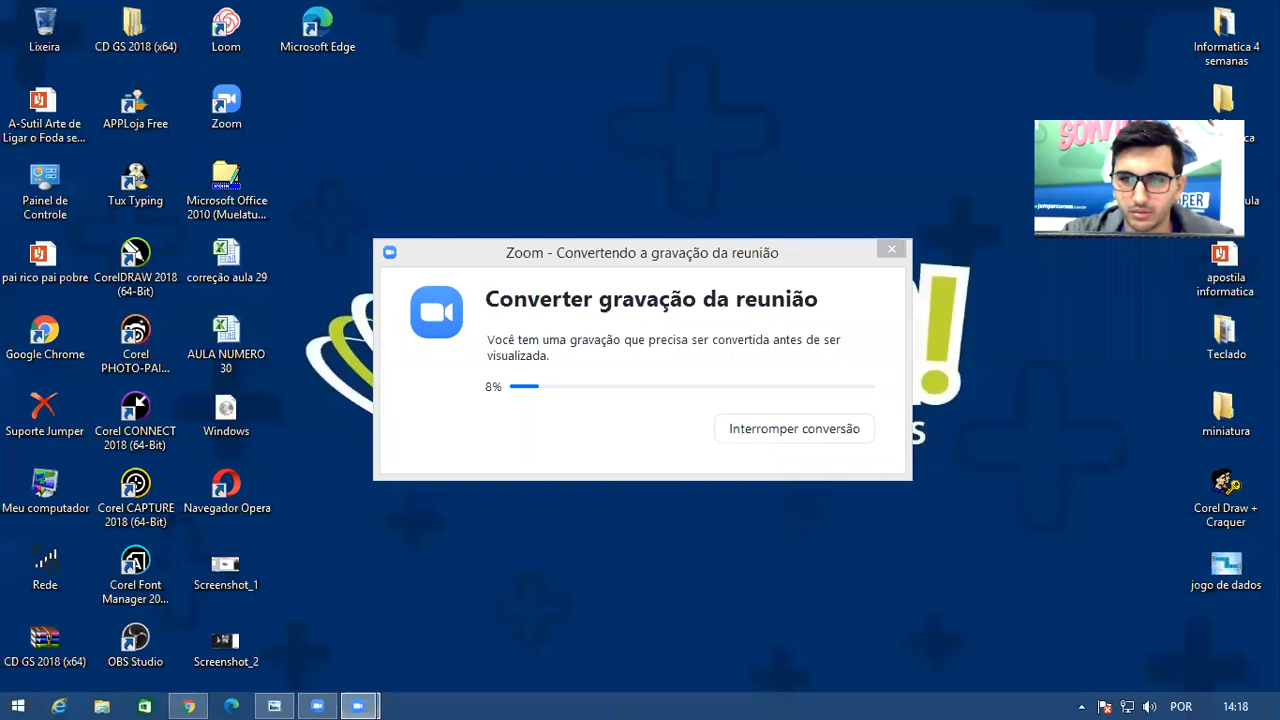 Lixeira
CD GS 2018 (x64)
Loom
Microsoft Edge
A-Sutil Arte de
Ligar o Foda se...
APPLoja Free
Zoom
Painel de
Controle
Tux Typing
Microsoft Office
2010 (Muelatu...
pai rico pai pobre
CorelDRAW 2018
(64-Bit)
correção aula 29
Google Chrome
Corel
PHOTO-PAI...
AULA NUMERO
30
Suporte Jumper
Corel CONNECT
2018 (64-Bit)
Windows
Meu computador
Corel CAPTURE
2018 (64-Bit)
Navegador Opera
Rede
Corel Font
Manager 20...
Screenshot_1
CD GS 2018 (x64)
OBS Studio
Screenshot_2
Zoom - Convertendo a gravação da reunião
Converter gravação da reunião
Você tem uma gravação que precisa ser convertida antes de ser
visualizada.
8%
Interromper conversão
Informatica 4
semanas
apostila
informatica
Teclado
miniatura
Corel Draw +
Craquer
jogo de dados
POR
14:18